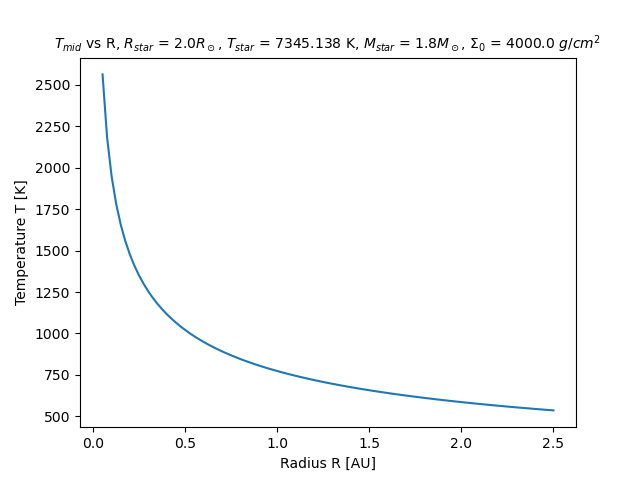 T_mid vs R, R_star = 2.0R_⊙, T_star = 7345.138 K, M_star = 1.8M_⊙, Σ_0 = 4000.0 g/cm^2
2500
2250
2000
1750
1500
1250
1000
750
500
Temperature T [K]
0.0 0.5 1.0 1.5 2.0 2.5
Radius R [AU]